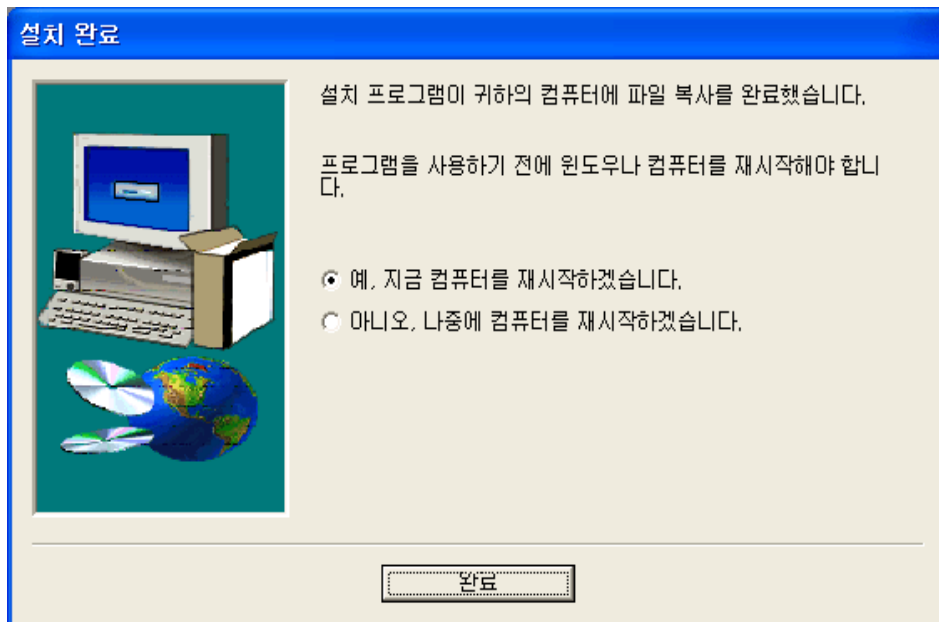 설치 완료
설치 프로그램이 귀하의 컴퓨터에 파일 복사를 완료했습니다.
프로그램을 사용하기 전에 윈도우나 컴퓨터를 재시작해야 합니
다.
예, 지금 컴퓨터를 재시작하겠습니다.
아니오, 나중에 컴퓨터를 재시작하겠습니다.
완료